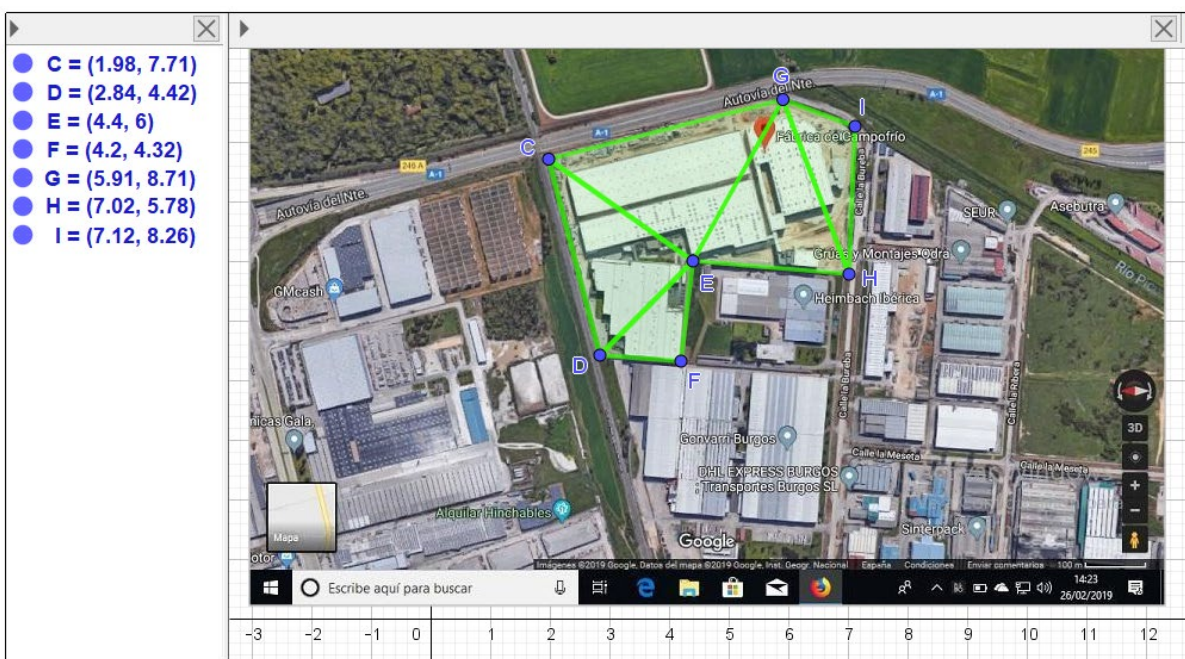 C = (1.98, 7.71)
D = (2.84, 4.42)
E = (4.4, 6)
F = (4.2, 4.32)
G = (5.91, 8.71)
H = (7.02, 5.78)
I = (7.12, 8.26)
G
Autovía del Nte.
A-1
I
Fábrica de Campofrío
C
A-1
246 A
A-1
245
Calle la Bureba
Autovía del Nte.
SEUR
Asebutra
Grúas y Montajes Odra
Río Pico
E
H
GMcash
Heimbach Ibérica
D
F
Calle la Bureba
Calle la Ribera
nicas Gala,
3D
Gonvarri Burgos
Calle la Meseta
Calle la Meseta
DHL EXPRESS BURGOS
Transportes Burgos SL
Alquilar Hinchables
Sinterpack
Mapa
Google
otor
Imágenes ©2019 Google, Datos del mapa ©2019 Google, Inst. Geogr. Nacional España Condiciones Enviar comentarios 100 m
Escribe aquí para buscar
14:23
26/02/2019
-3 -2 -1 0 1 2 3 4 5 6 7 8 9 10 11 12